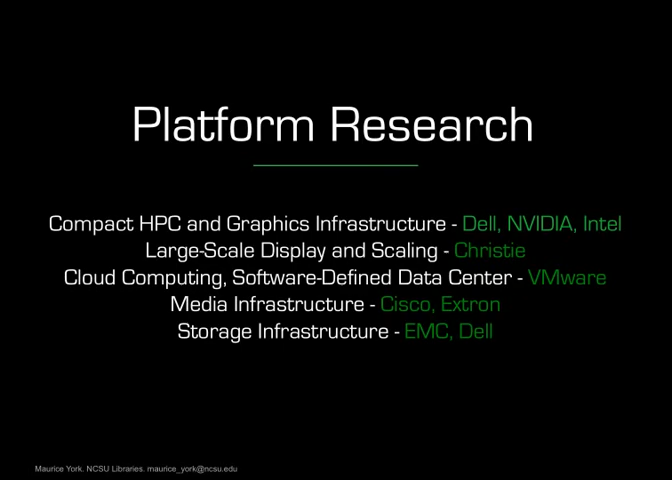 Platform Research
Compact HPC and Graphics Infrastructure - Dell, NVIDIA, Intel
Large-Scale Display and Scaling - Christie
Cloud Computing, Software-Defined Data Center - VMware
Media Infrastructure - Cisco, Extron
Storage Infrastructure - EMC, Dell
Maurice York. NCSU Libraries. maurice_york@ncsu.edu